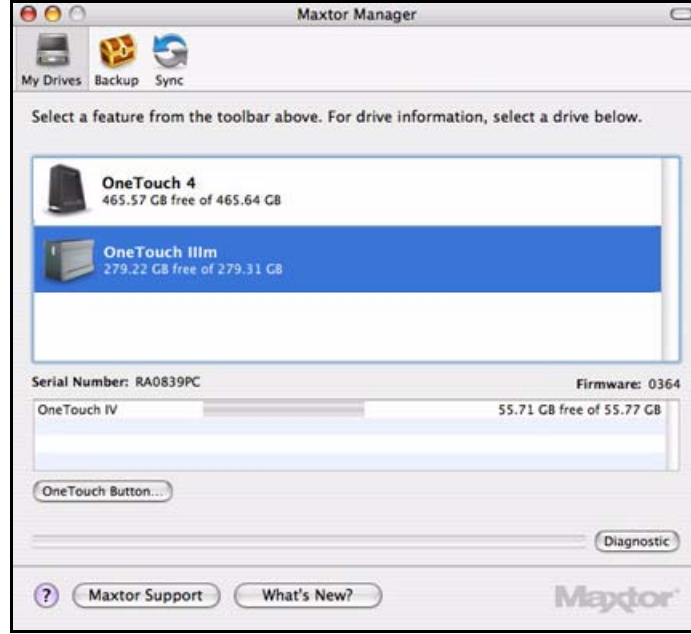 Maxtor Manager
My Drives Backup Sync
Select a feature from the toolbar above. For drive information, select a drive below.
OneTouch 4
465.57 GB free of 465.64 GB
OneTouch IIIm
279.22 GB free of 279.31 GB
Serial Number: RA0839PC Firmware: 0364
OneTouch IV 55.71 GB free of 55.77 GB
OneTouch Button...
Diagnostic
? Maxtor Support What's New? Maxtor